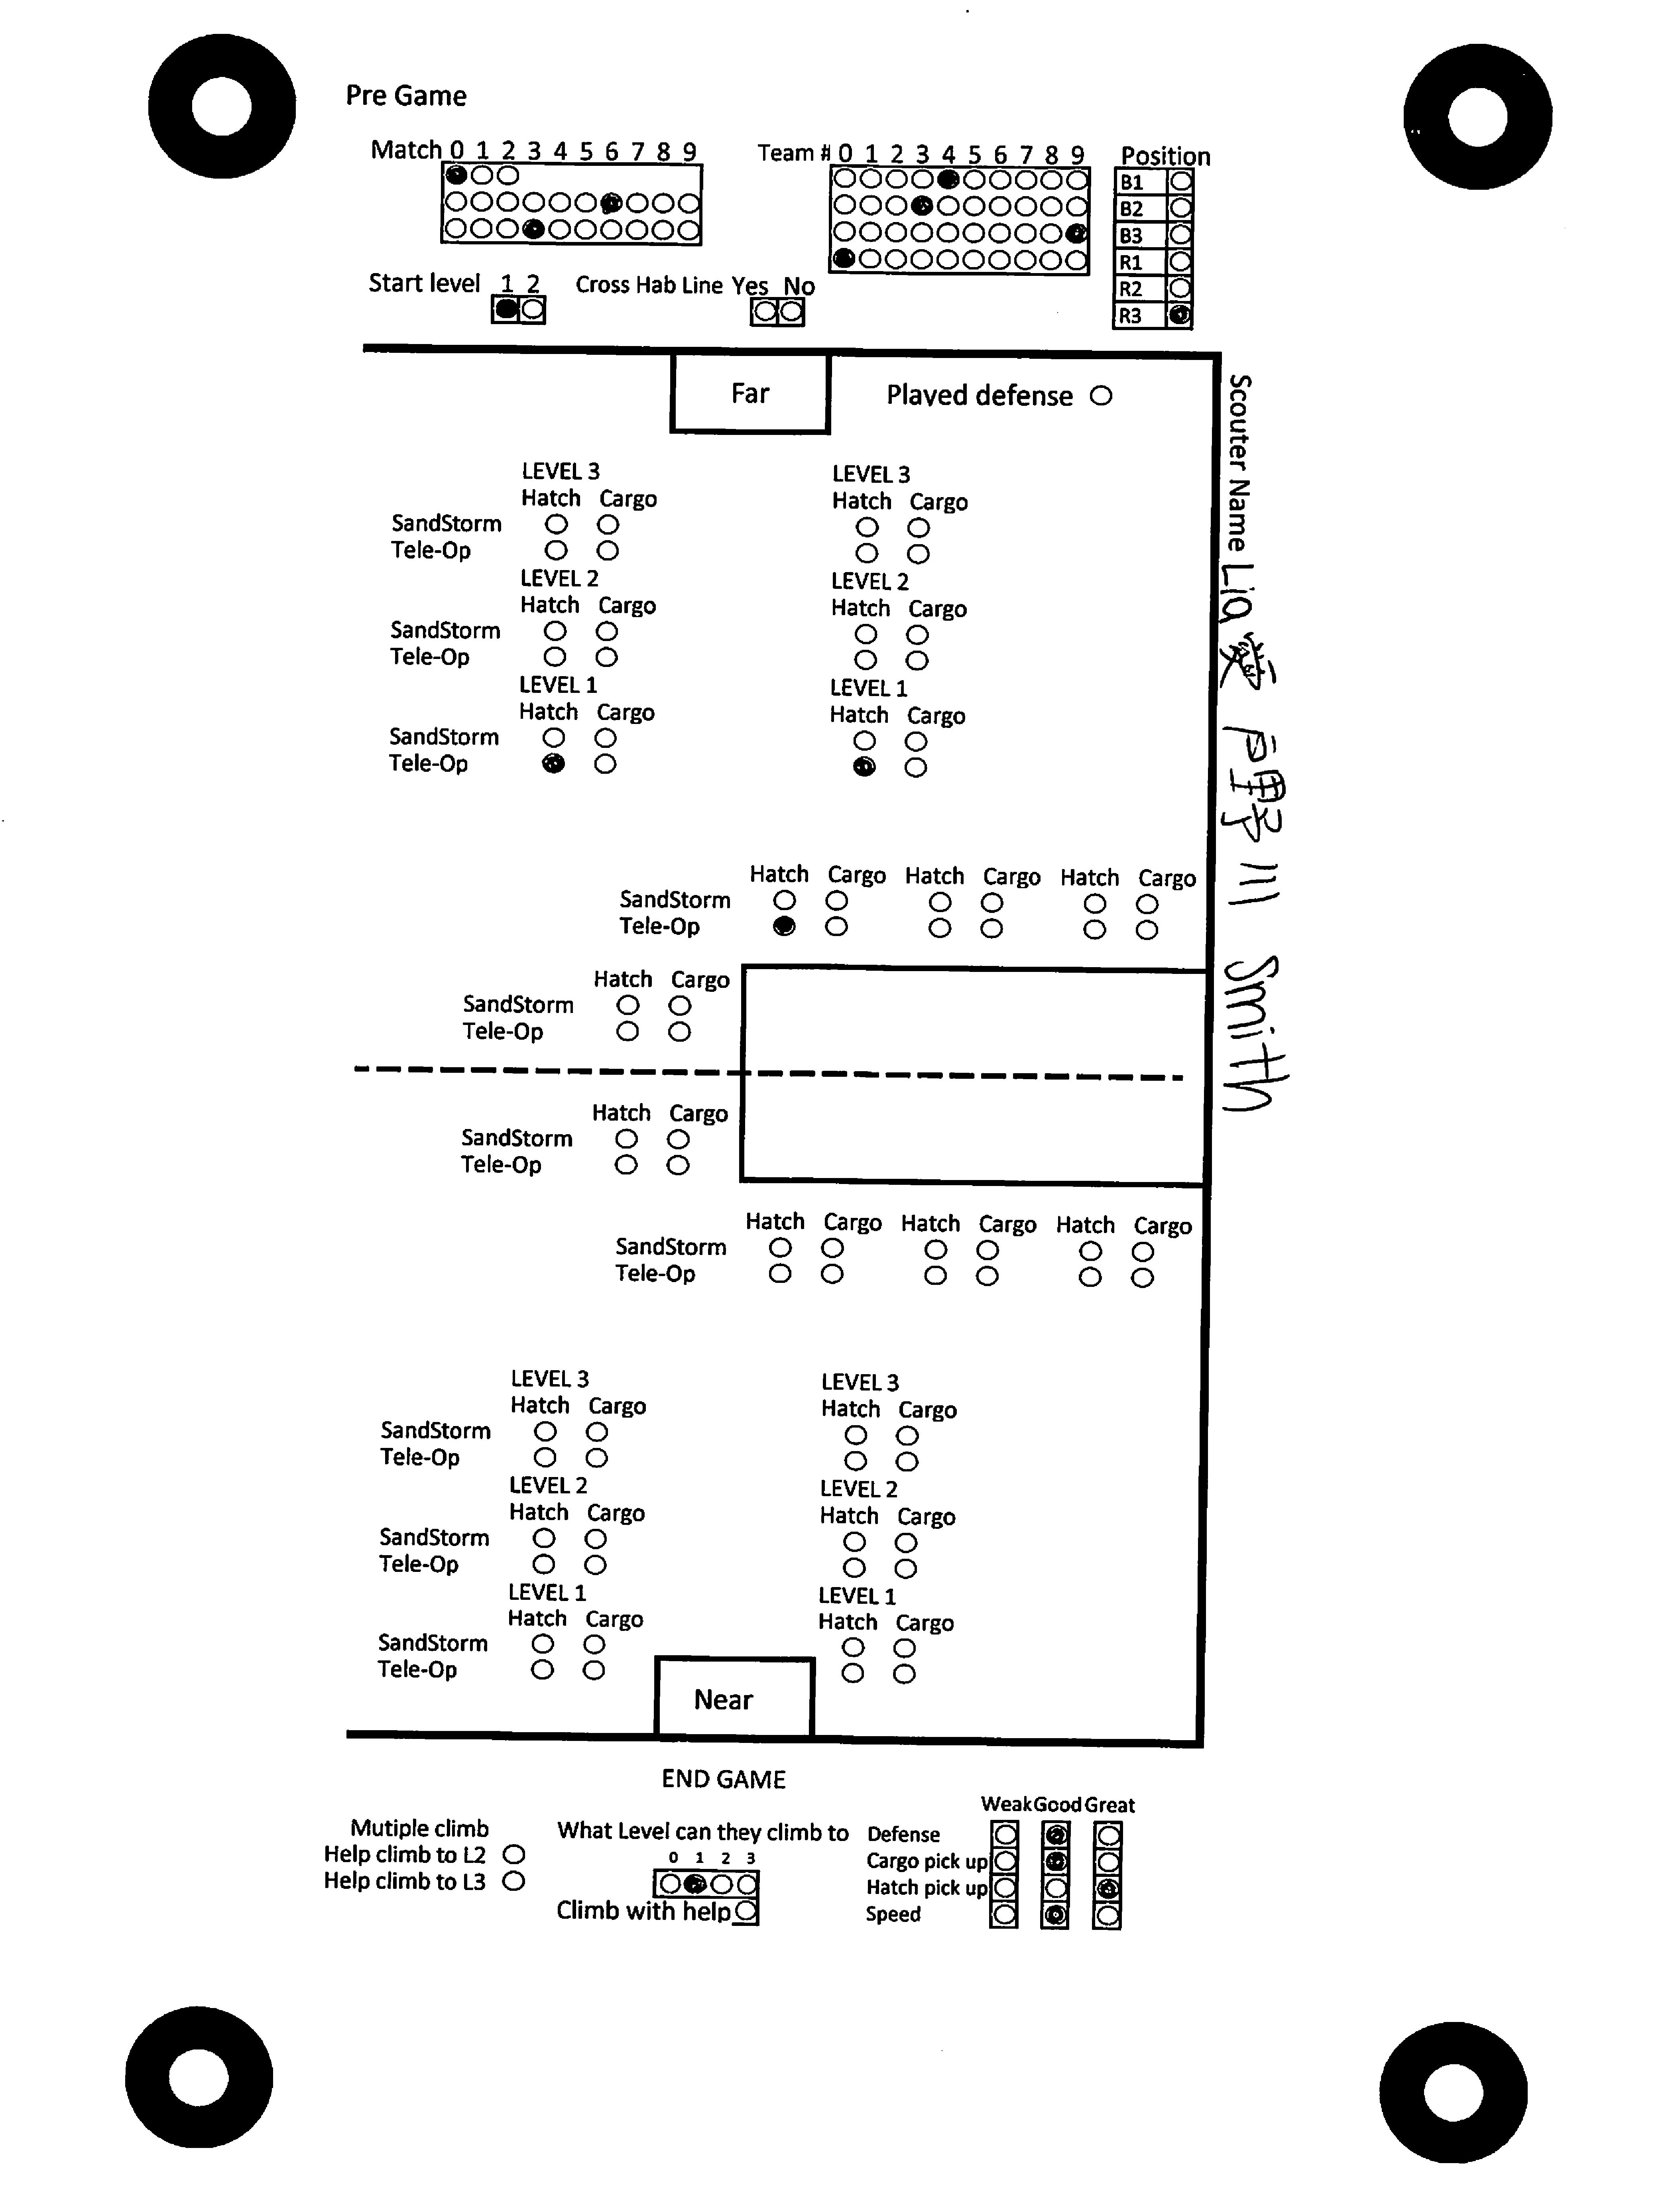 Pre Game
Match 0 1 2 3 4 5 6 7 8 9
Team # 0 1 2 3 4 5 6 7 8 9
Position
B1
B2
B3
R1
R2
R3
Start level 1 2
Cross Hab Line Yes No
Far
Played defense
Scouter Name Lia 愛 戸野川 Smith
LEVEL 3 LEVEL 3
Hatch Cargo Hatch Cargo
SandStorm
Tele-Op
LEVEL 2 LEVEL 2
Hatch Cargo Hatch Cargo
SandStorm
Tele-Op
LEVEL 1 LEVEL 1
Hatch Cargo Hatch Cargo
SandStorm
Tele-Op
Hatch Cargo Hatch Cargo Hatch Cargo
SandStorm
Tele-Op
Hatch Cargo
SandStorm
Tele-Op
Hatch Cargo
SandStorm
Tele-Op
Hatch Cargo Hatch Cargo Hatch Cargo
SandStorm
Tele-Op
LEVEL 3 LEVEL 3
Hatch Cargo Hatch Cargo
SandStorm
Tele-Op
LEVEL 2 LEVEL 2
Hatch Cargo Hatch Cargo
SandStorm
Tele-Op
LEVEL 1 LEVEL 1
Hatch Cargo Hatch Cargo
SandStorm
Tele-Op
Near
END GAME
Mutiple climb
Help climb to L2
Help climb to L3
What Level can they climb to
0 1 2 3
Climb with help
Weak Good Great
Defense
Cargo pick up
Hatch pick up
Speed